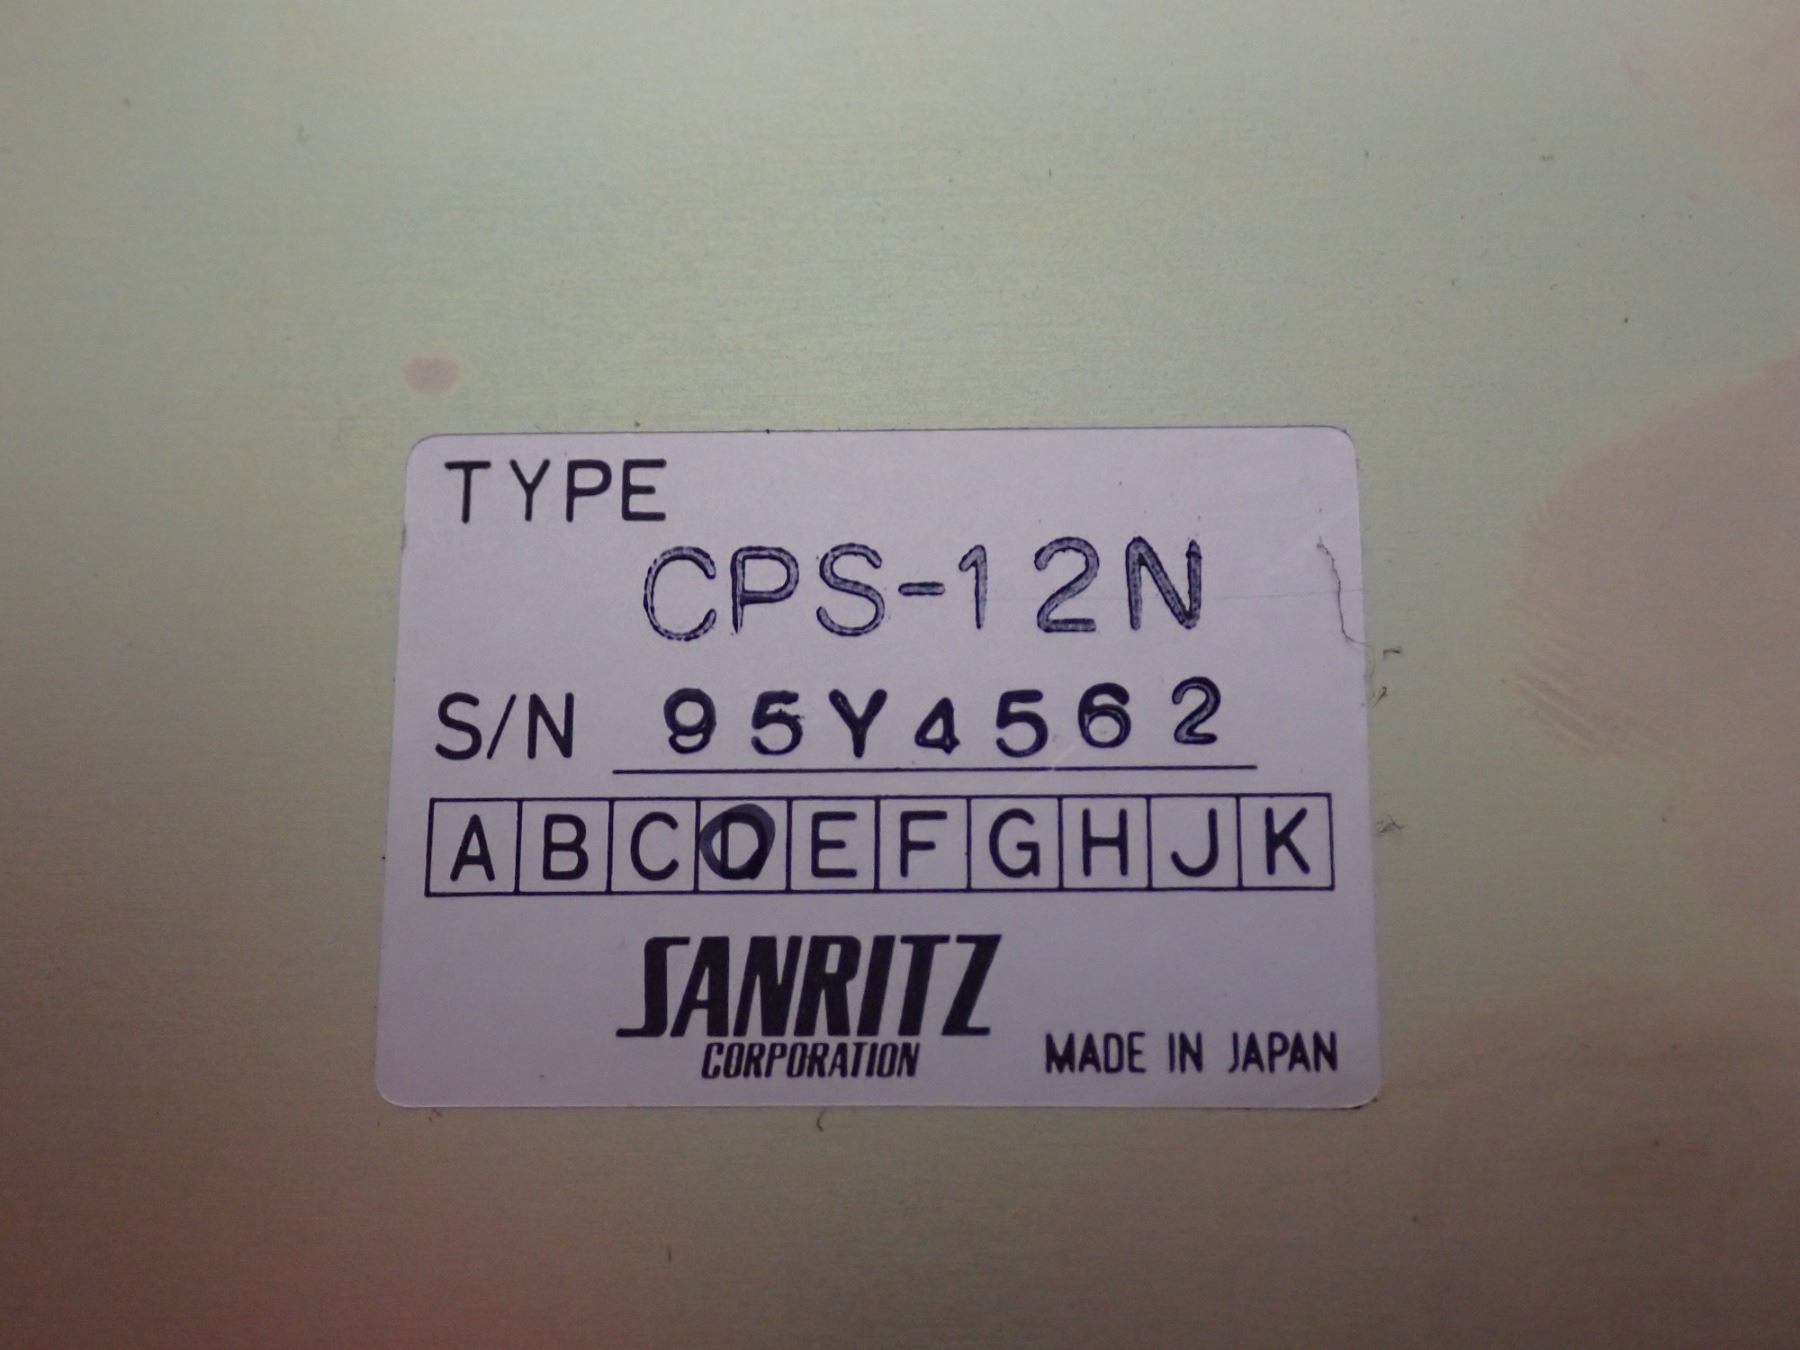 TYPE
CPS-12N
S/N 95Y4562
A B C D E F G H J K
SANRITZ
CORPORATION
MADE IN JAPAN